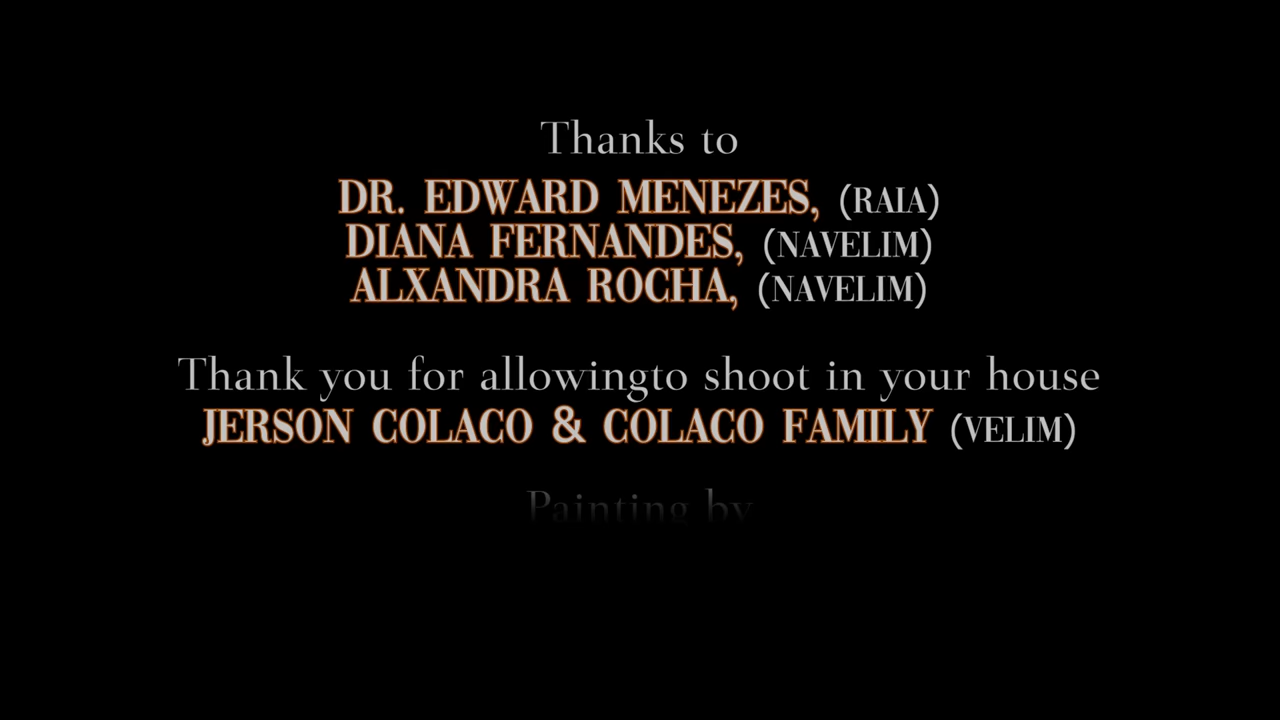 Thanks to
DR. EDWARD MENEZES, (RAIA)
DIANA FERNANDES, (NAVELIM)
ALXANDRA ROCHA, (NAVELIM)
Thank you for allowingto shoot in your house
JERSON COLACO & COLACO FAMILY (VELIM)
Painting by